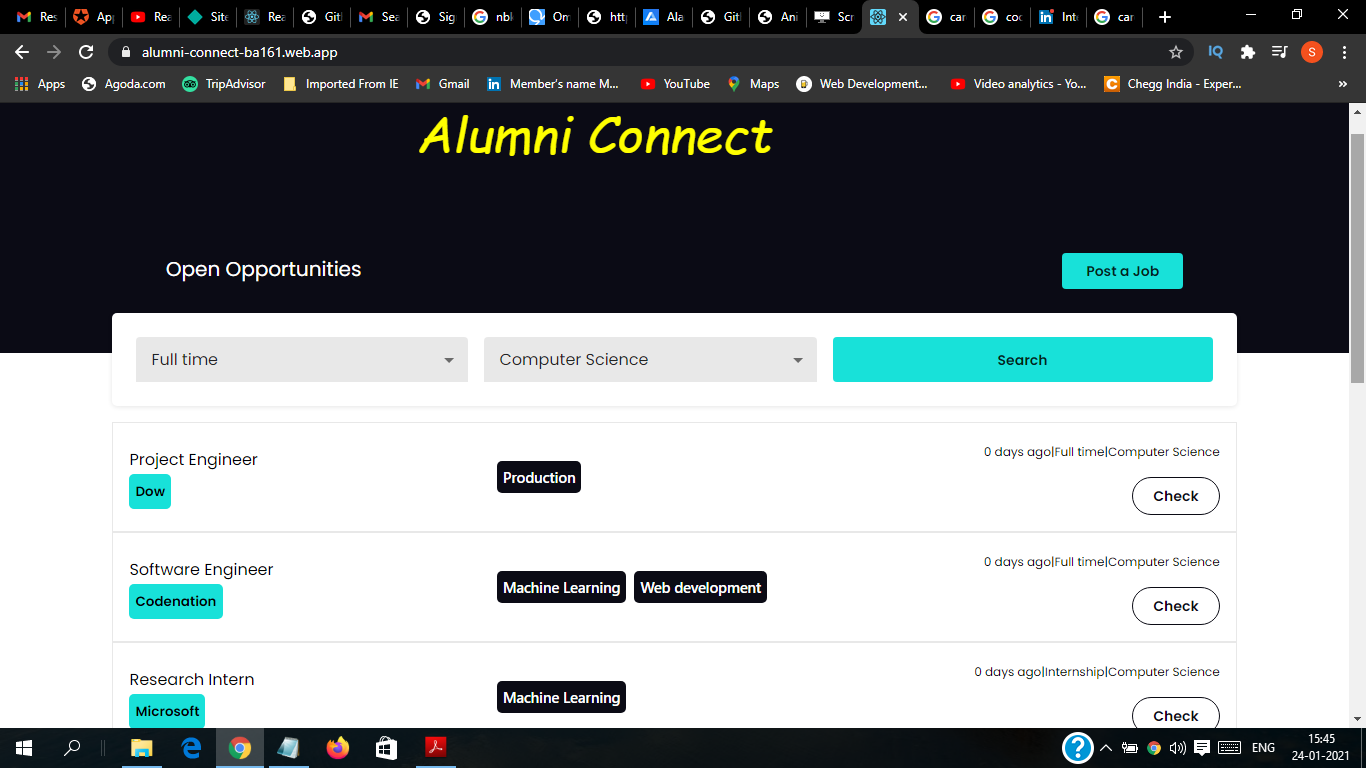 Res
Ap
Rea
Site
Rea
Gitl
Sea
Sig
nbk
Om
Ala
Gitl
Ani
Scr
car
coc
Int
car
alumni-connect-ba161.web.app
IQ
S
Apps
Agoda.com
TripAdvisor
Imported From IE
Gmail
Member's name M...
YouTube
Maps
Web Development...
Video analytics - Yo...
Chegg India - Exper...
Alumni Connect
Open Opportunities
Post a Job
Full time
Computer Science
Search
Project Engineer
Dow
Production
0 days ago|Full time|Computer Science
Check
Software Engineer
Codenation
Machine Learning
Web development
0 days ago|Full time|Computer Science
Check
Research Intern
Microsoft
Machine Learning
0 days ago|Internship|Computer Science
Check
ENG
15:45
24-01-2021